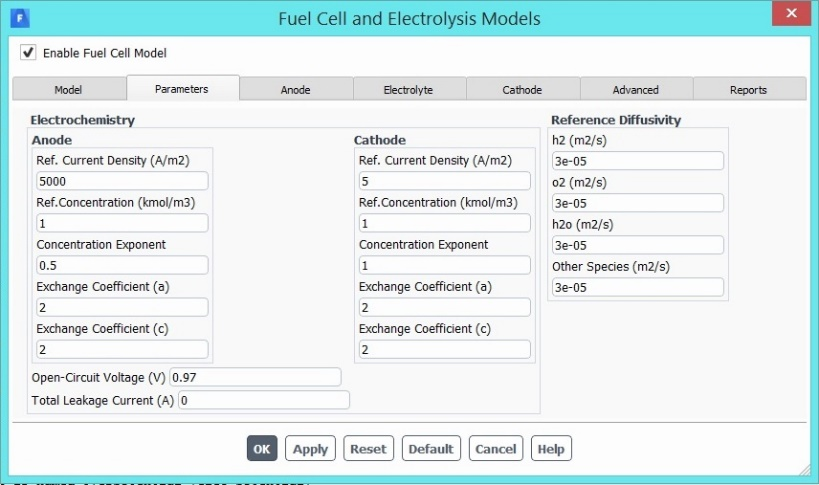 Fuel Cell and Electrolysis Models
Enable Fuel Cell Model
Model Parameters Anode Electrolyte Cathode Advanced Reports
Electrochemistry
Anode
Ref. Current Density (A/m2)
5000
Ref.Concentration (kmol/m3)
1
Concentration Exponent
0.5
Exchange Coefficient (a)
2
Exchange Coefficient (c)
2
Cathode
Ref. Current Density (A/m2)
5
Ref.Concentration (kmol/m3)
1
Concentration Exponent
1
Exchange Coefficient (a)
2
Exchange Coefficient (c)
2
Open-Circuit Voltage (V) 0.97
Total Leakage Current (A) 0
Reference Diffusivity
h2 (m2/s)
3e-05
o2 (m2/s)
3e-05
h2o (m2/s)
3e-05
Other Species (m2/s)
3e-05
OK Apply Reset Default Cancel Help